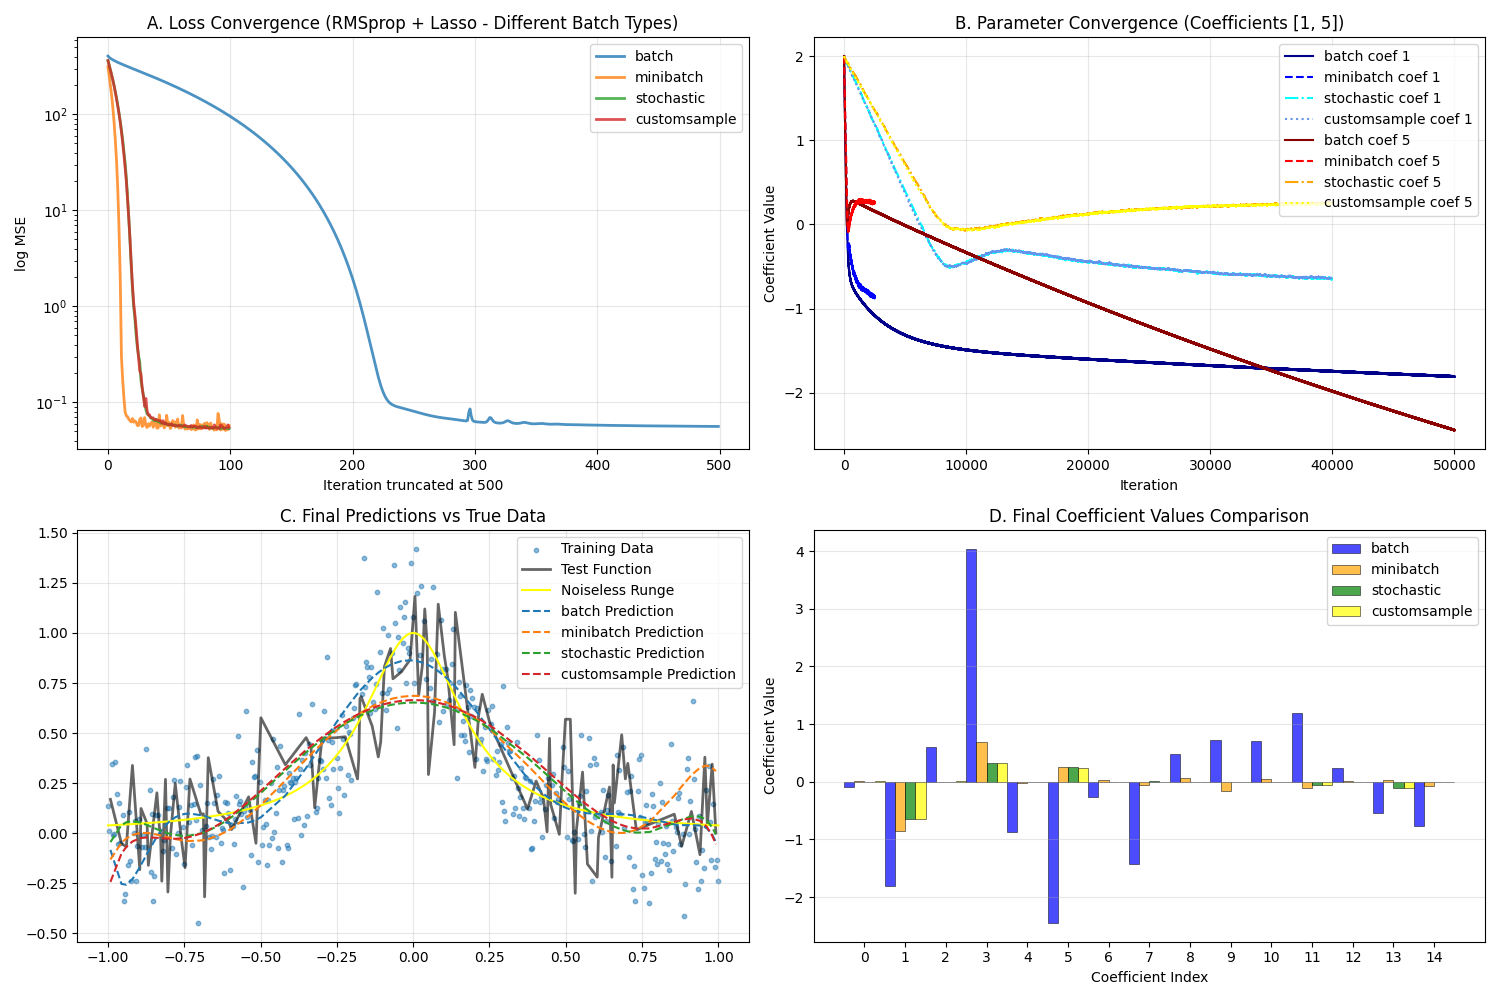 A. Loss Convergence (RMSprop + Lasso - Different Batch Types)
log MSE
10²
10¹
10⁰
10⁻¹
batch
minibatch
stochastic
customsample
0 100 200 300 400 500
Iteration truncated at 500
B. Parameter Convergence (Coefficients [1, 5])
Coefficient Value
2
1
0
−1
−2
batch coef 1
minibatch coef 1
stochastic coef 1
customsample coef 1
batch coef 5
minibatch coef 5
stochastic coef 5
customsample coef 5
0 10000 20000 30000 40000 50000
Iteration
C. Final Predictions vs True Data
1.50
1.25
1.00
0.75
0.50
0.25
0.00
−0.25
−0.50
Training Data
Test Function
Noiseless Runge
batch Prediction
minibatch Prediction
stochastic Prediction
customsample Prediction
−1.00 −0.75 −0.50 −0.25 0.00 0.25 0.50 0.75 1.00
D. Final Coefficient Values Comparison
Coefficient Value
4
3
2
1
0
−1
−2
batch
minibatch
stochastic
customsample
0 1 2 3 4 5 6 7 8 9 10 11 12 13 14
Coefficient Index